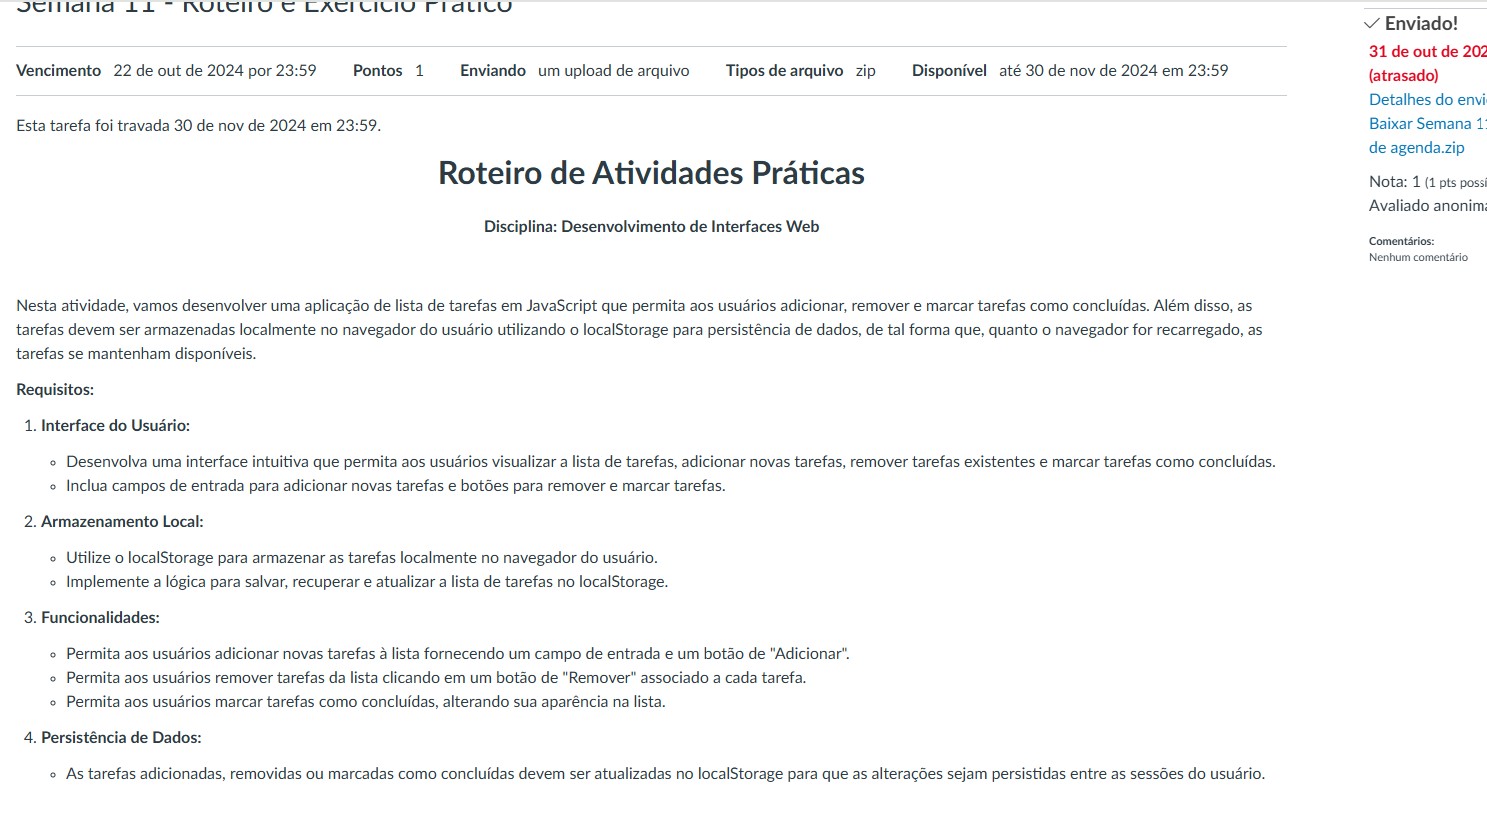 Semana 11 - Roteiro e Exercício Prático
Vencimento 22 de out de 2024 por 23:59 Pontos 1 Enviando um upload de arquivo Tipos de arquivo zip Disponível até 30 de nov de 2024 em 23:59
Esta tarefa foi travada 30 de nov de 2024 em 23:59.
Roteiro de Atividades Práticas
Disciplina: Desenvolvimento de Interfaces Web
Nesta atividade, vamos desenvolver uma aplicação de lista de tarefas em JavaScript que permita aos usuários adicionar, remover e marcar tarefas como concluídas. Além disso, as
tarefas devem ser armazenadas localmente no navegador do usuário utilizando o localStorage para persistência de dados, de tal forma que, quanto o navegador for recarregado, as
tarefas se mantenham disponíveis.
Requisitos:
1. Interface do Usuário:
◦ Desenvolva uma interface intuitiva que permita aos usuários visualizar a lista de tarefas, adicionar novas tarefas, remover tarefas existentes e marcar tarefas como concluídas.
◦ Inclua campos de entrada para adicionar novas tarefas e botões para remover e marcar tarefas.
2. Armazenamento Local:
◦ Utilize o localStorage para armazenar as tarefas localmente no navegador do usuário.
◦ Implemente a lógica para salvar, recuperar e atualizar a lista de tarefas no localStorage.
3. Funcionalidades:
◦ Permita aos usuários adicionar novas tarefas à lista fornecendo um campo de entrada e um botão de "Adicionar".
◦ Permita aos usuários remover tarefas da lista clicando em um botão de "Remover" associado a cada tarefa.
◦ Permita aos usuários marcar tarefas como concluídas, alterando sua aparência na lista.
4. Persistência de Dados:
◦ As tarefas adicionadas, removidas ou marcadas como concluídas devem ser atualizadas no localStorage para que as alterações sejam persistidas entre as sessões do usuário.
✓ Enviado!
31 de out de 202
(atrasado)
Detalhes do envi
Baixar Semana 11
de agenda.zip
Nota: 1 (1 pts possí
Avaliado anonima
Comentários:
Nenhum comentário